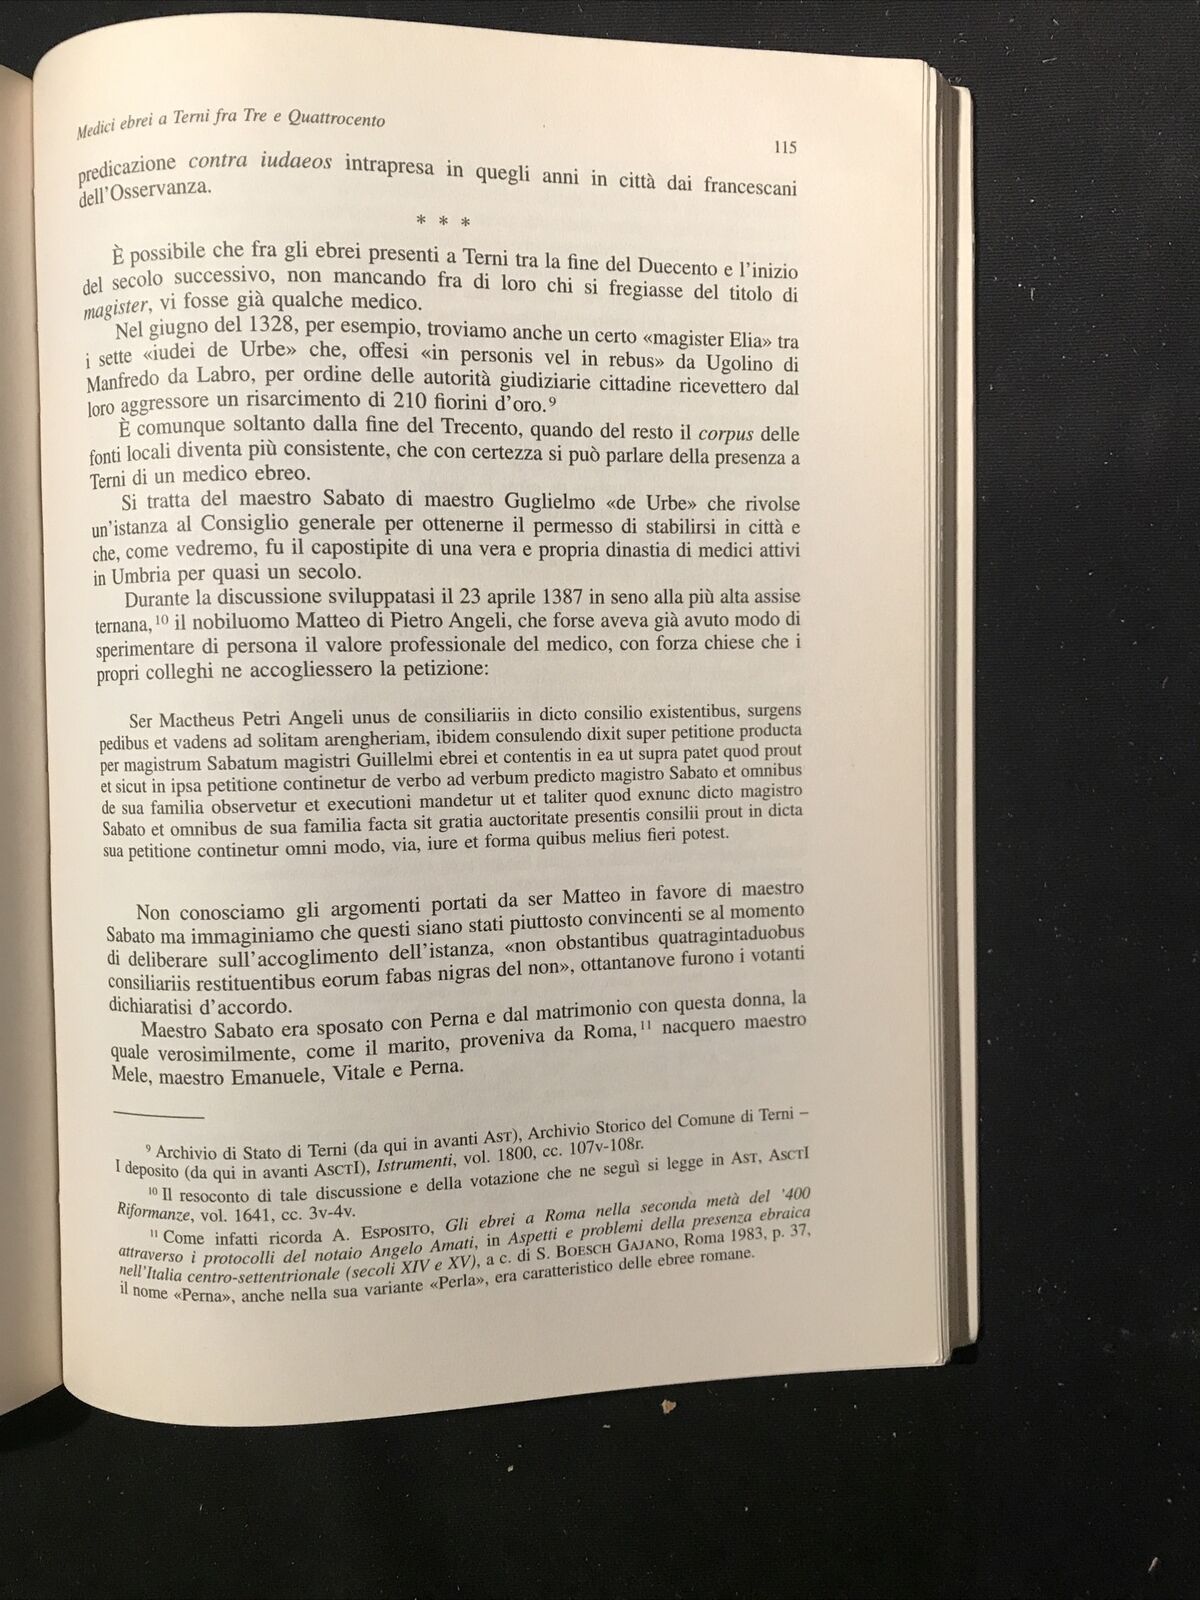 Medici ebrei a Terni fra Tre e Quattrocento
115
predicazione contra iudaeos intrapresa in quegli anni in città dai francescani
dell'Osservanza.
* * *
È possibile che fra gli ebrei presenti a Terni tra la fine del Duecento e l'inizio
del secolo successivo, non mancando fra di loro chi si fregiasse del titolo di
magister, vi fosse già qualche medico.
Nel giugno del 1328, per esempio, troviamo anche un certo «magister Elia» tra
i sette «iudei de Urbe» che, offesi «in personis vel in rebus» da Ugolino di
Manfredo da Labro, per ordine delle autorità giudiziarie cittadine ricevettero dal
loro aggressore un risarcimento di 210 fiorini d'oro.⁹
È comunque soltanto dalla fine del Trecento, quando del resto il corpus delle
fonti locali diventa più consistente, che con certezza si può parlare della presenza a
Terni di un medico ebreo.
Si tratta del maestro Sabato di maestro Guglielmo «de Urbe» che rivolse
un'istanza al Consiglio generale per ottenerne il permesso di stabilirsi in città e
che, come vedremo, fu il capostipite di una vera e propria dinastia di medici attivi
in Umbria per quasi un secolo.
Durante la discussione sviluppatasi il 23 aprile 1387 in seno alla più alta assise
ternana,¹⁰ il nobiluomo Matteo di Pietro Angeli, che forse aveva già avuto modo di
sperimentare di persona il valore professionale del medico, con forza chiese che i
propri colleghi ne accogliessero la petizione:
Ser Mactheus Petri Angeli unus de consiliariis in dicto consilio existentibus, surgens
pedibus et vadens ad solitam arengheriam, ibidem consulendo dixit super petitione producta
per magistrum Sabatum magistri Guillelmi ebrei et contentis in ea ut supra patet quod prout
et sicut in ipsa petitione continetur de verbo ad verbum predicto magistro Sabato et omnibus
de sua familia observetur et executioni mandetur ut et taliter quod exnunc dicto magistro
Sabato et omnibus de sua familia facta sit gratia auctoritate presentis consilii prout in dicta
sua petitione continetur omni modo, via, iure et forma quibus melius fieri potest.
Non conosciamo gli argomenti portati da ser Matteo in favore di maestro
Sabato ma immaginiamo che questi siano stati piuttosto convincenti se al momento
di deliberare sull'accoglimento dell'istanza, «non obstantibus quatragintaduobus
consiliariis restituentibus eorum fabas nigras del non», ottantanove furono i votanti
dichiaratisi d'accordo.
Maestro Sabato era sposato con Perna e dal matrimonio con questa donna, la
quale verosimilmente, come il marito, proveniva da Roma,¹¹ nacquero maestro
Mele, maestro Emanuele, Vitale e Perna.
⁹ Archivio di Stato di Terni (da qui in avanti AST), Archivio Storico del Comune di Terni –
I deposito (da qui in avanti ASCTI), Istrumenti, vol. 1800, cc. 107v-108r.
¹⁰ Il resoconto di tale discussione e della votazione che ne seguì si legge in AST, ASCTI
Riformanze, vol. 1641, cc. 3v-4v.
¹¹ Come infatti ricorda A. ESPOSITO, Gli ebrei a Roma nella seconda metà del '400
attraverso i protocolli del notaio Angelo Amati, in Aspetti e problemi della presenza ebraica
nell'Italia centro-settentrionale (secoli XIV e XV), a c. di S. BOESCH GAJANO, Roma 1983, p. 37,
il nome «Perna», anche nella sua variante «Perla», era caratteristico delle ebree romane.